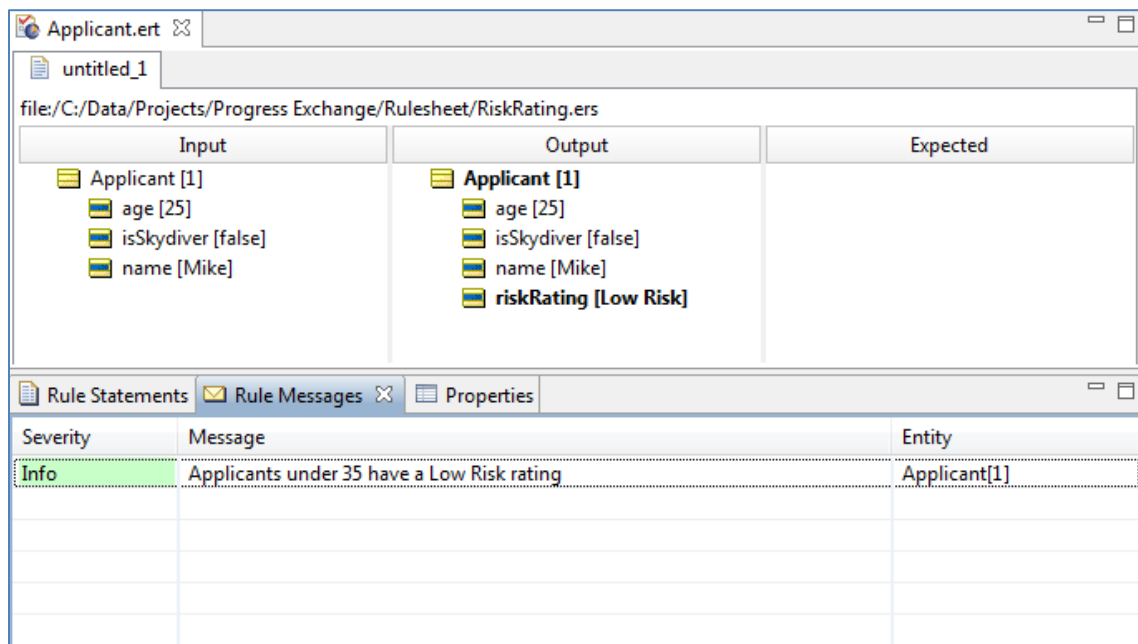 Applicant.ert
untitled_1
file:/C:/Data/Projects/Progress Exchange/Rulesheet/RiskRating.ers
Input Output Expected
Applicant [1] Applicant [1]
age [25] age [25]
isSkydiver [false] isSkydiver [false]
name [Mike] name [Mike]
riskRating [Low Risk]
Rule Statements Rule Messages Properties
Severity Message Entity
Info Applicants under 35 have a Low Risk rating Applicant[1]